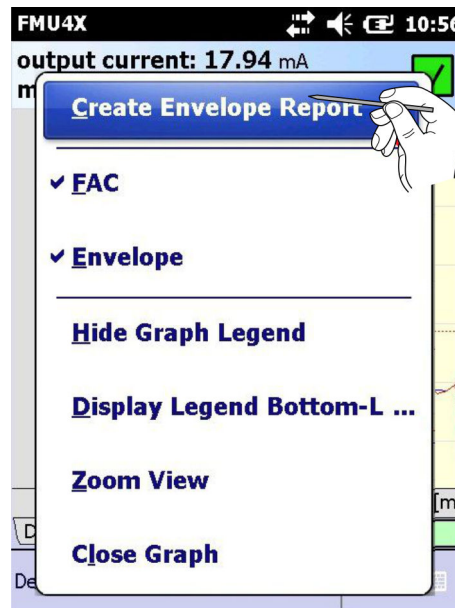 FMU4X 10:56
output current: 17.94 mA
m
Create Envelope Report
FAC
Envelope
Hide Graph Legend
Display Legend Bottom-L ...
Zoom View
[m
D
Close Graph
De